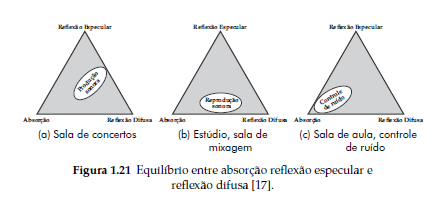 Reflexão Especular
Produção sonora
Absorção
Reflexão Difusa
(a) Sala de concertos
Reflexão Especular
Reprodução
sonora
Absorção
Reflexão Difusa
(b) Estúdio, sala de
mixagem
Reflexão Especular
Controle
de ruído
Absorção
Reflexão Difusa
(c) Sala de aula, controle
de ruído
Figura 1.21 Equilíbrio entre absorção reflexão especular e
reflexão difusa [17].